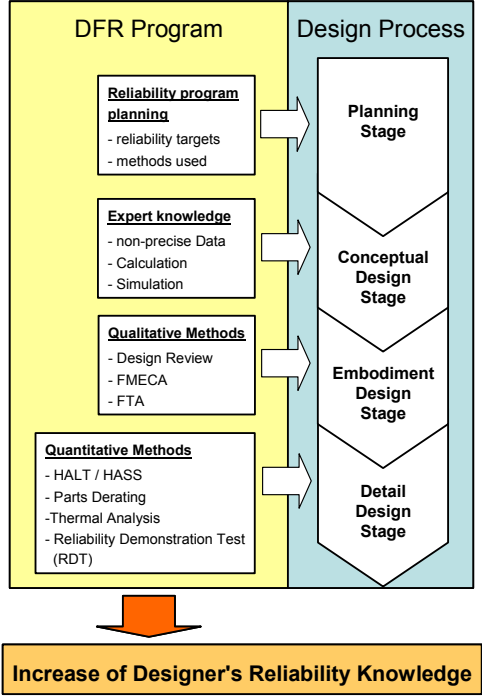 DFR Program
Design Process
Reliability program
planning
- reliability targets
- methods used
Planning
Stage
Expert knowledge
- non-precise Data
- Calculation
- Simulation
Conceptual
Design
Stage
Qualitative Methods
- Design Review
- FMECA
- FTA
Embodiment
Design
Stage
Quantitative Methods
- HALT / HASS
- Parts Derating
-Thermal Analysis
- Reliability Demonstration Test
(RDT)
Detail
Design
Stage
Increase of Designer's Reliability Knowledge